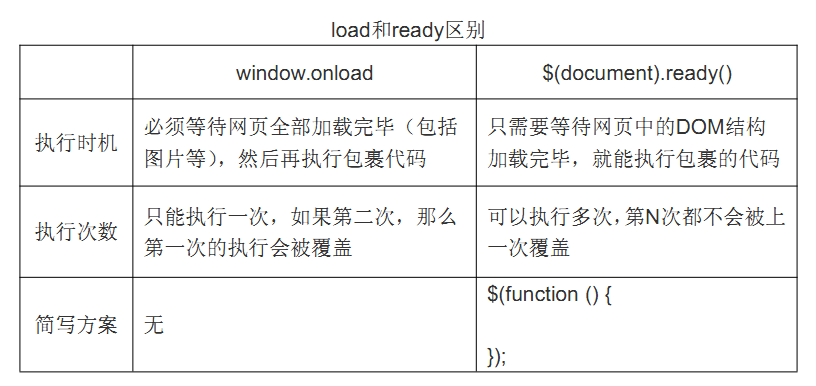 load和ready区别
window.onload
$(document).ready()
执行时机
必须等待网页全部加载完毕（包括
图片等），然后再执行包裹代码
只需要等待网页中的DOM结构
加载完毕，就能执行包裹的代码
执行次数
只能执行一次，如果第二次，那么
第一次的执行会被覆盖
可以执行多次，第N次都不会被上
一次覆盖
简写方案
无
$(function () {
});